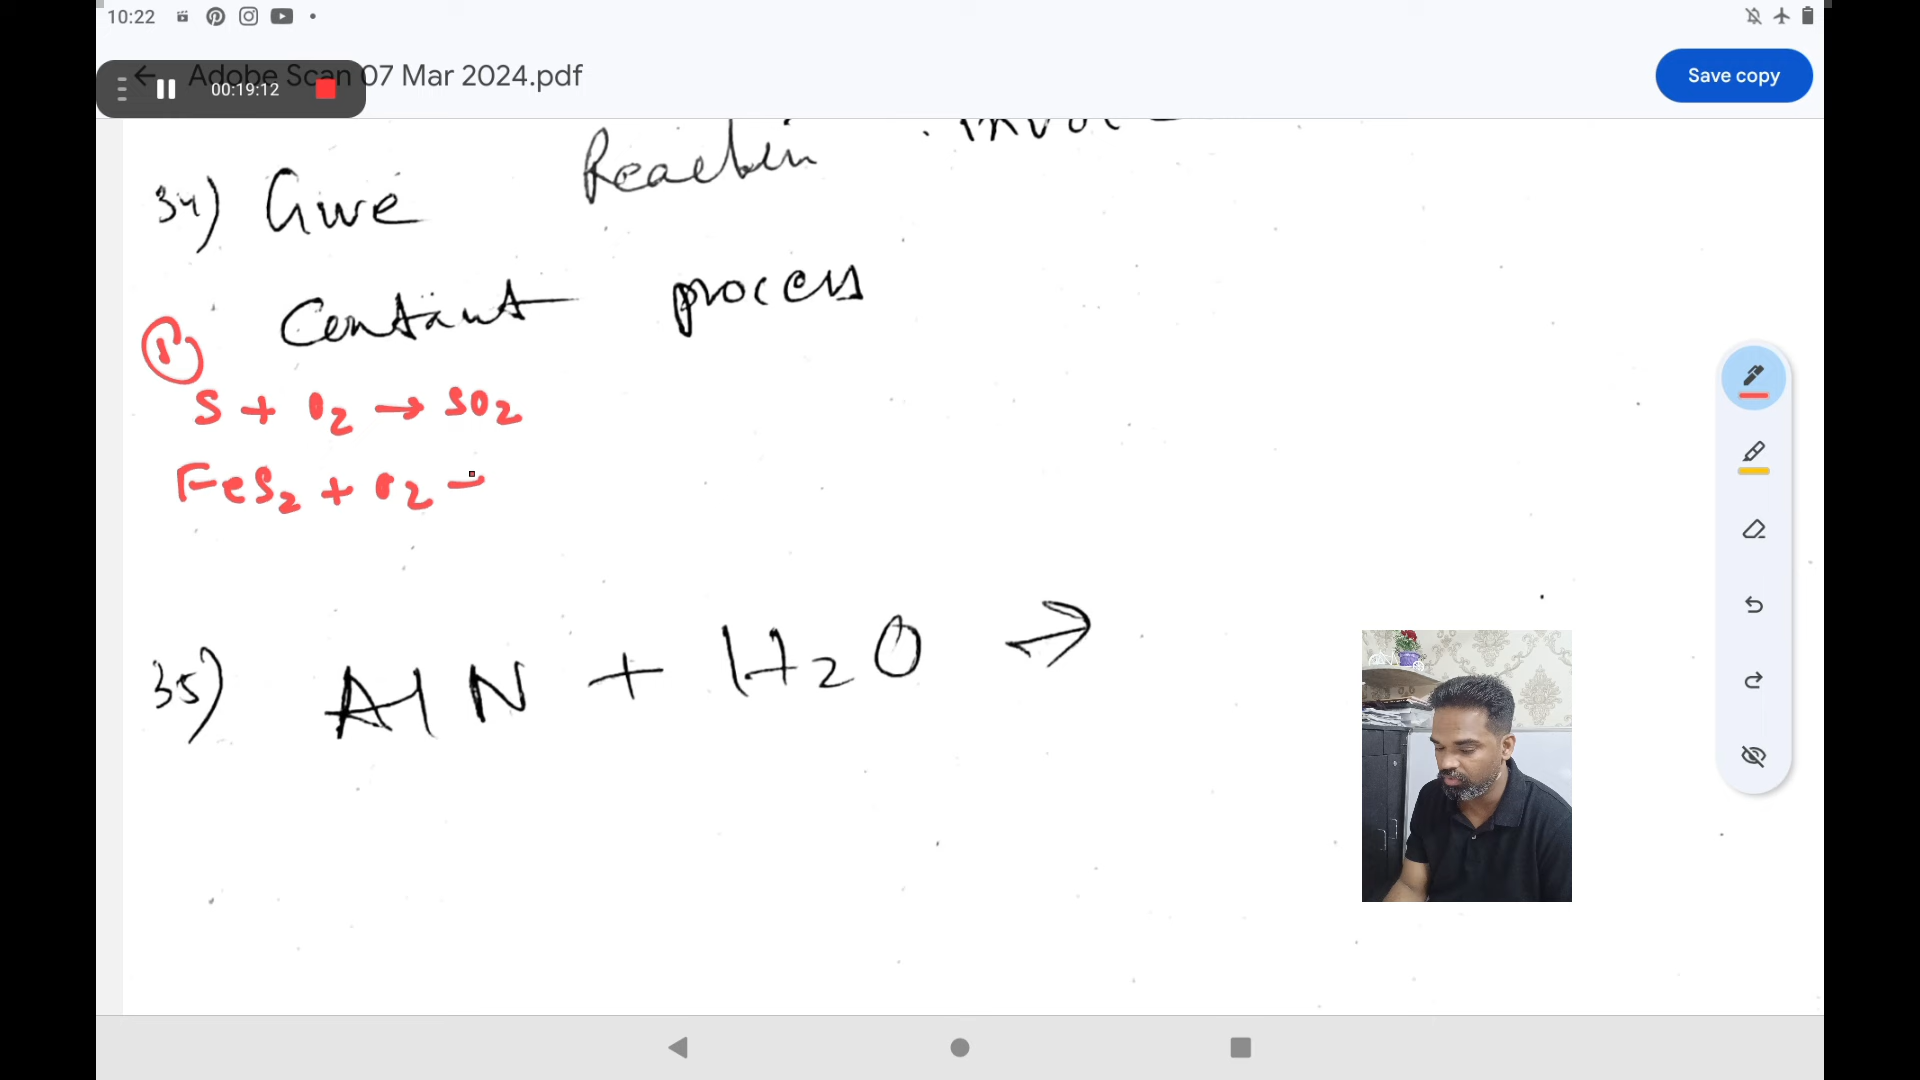 10:22
Adobe Scan 07 Mar 2024.pdf
00:19:12
Save copy
34) Give Reaction
Contant process
1
S + O2 → SO2
FeS2 + O2 -
35) AlN + H2O →